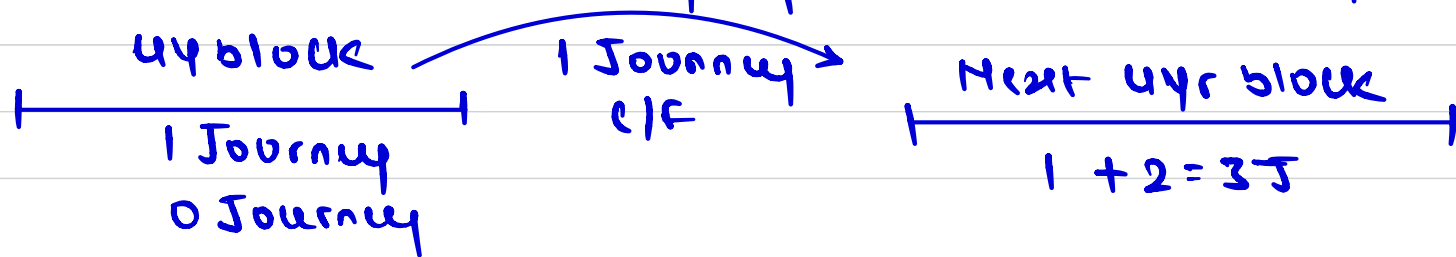 4y block
1 Journey
0 Journey
1 Journey
C/F
Next 4yr block
1 + 2 = 3J